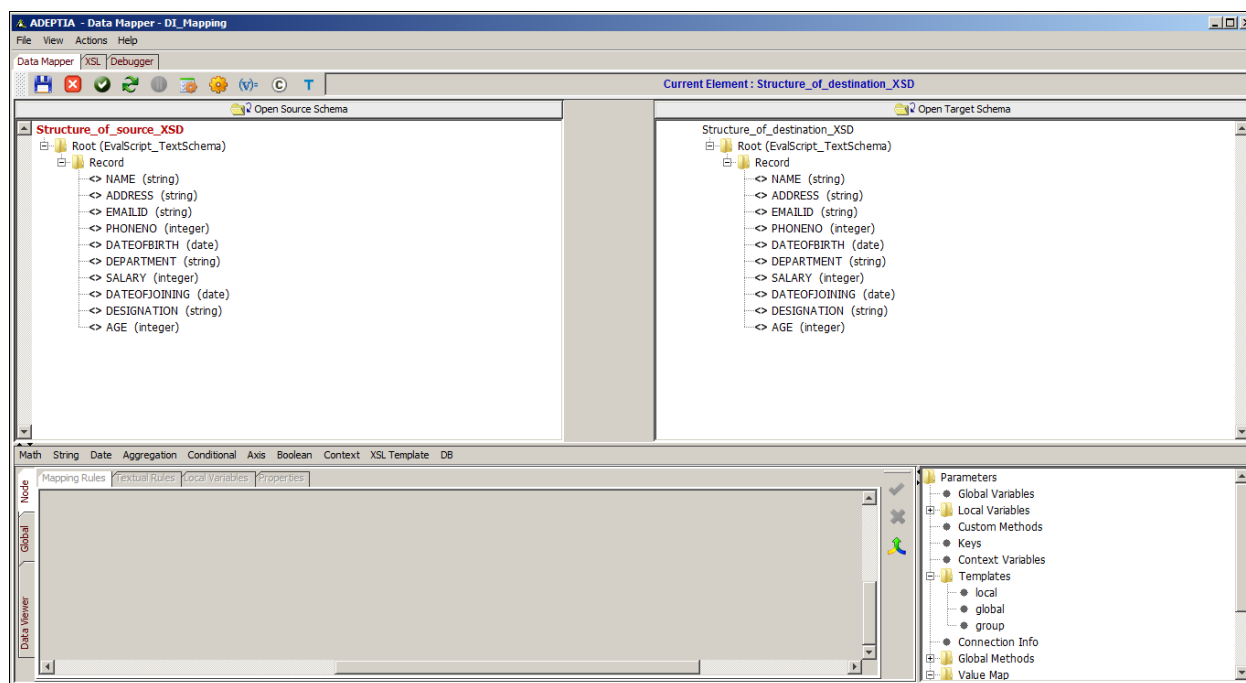 ADEPTIA - Data Mapper - DI_Mapping
File View Actions Help
Data Mapper XSL Debugger
(v)= © T Current Element : Structure_of_destination_XSD
Open Source Schema
Structure_of_source_XSD
Root (EvalScript_TextSchema)
Record
<> NAME (string)
<> ADDRESS (string)
<> EMAILID (string)
<> PHONENO (integer)
<> DATEOFBIRTH (date)
<> DEPARTMENT (string)
<> SALARY (integer)
<> DATEOFJOINING (date)
<> DESIGNATION (string)
<> AGE (integer)
Open Target Schema
Structure_of_destination_XSD
Root (EvalScript_TextSchema)
Record
<> NAME (string)
<> ADDRESS (string)
<> EMAILID (string)
<> PHONENO (integer)
<> DATEOFBIRTH (date)
<> DEPARTMENT (string)
<> SALARY (integer)
<> DATEOFJOINING (date)
<> DESIGNATION (string)
<> AGE (integer)
Math String Date Aggregation Conditional Axis Boolean Context XSL Template DB
Node
Global
Data Viewer
Mapping Rules Textual Rules Local Variables Properties
Parameters
Global Variables
Local Variables
Custom Methods
Keys
Context Variables
Templates
local
global
group
Connection Info
Global Methods
Value Map